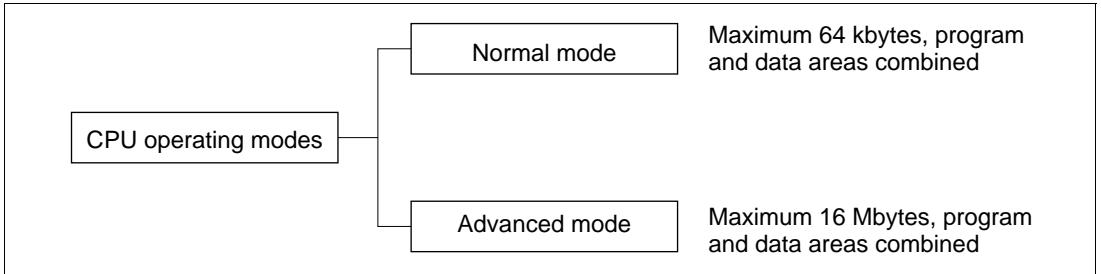 Normal mode
Maximum 64 kbytes, program
and data areas combined
CPU operating modes
Advanced mode
Maximum 16 Mbytes, program
and data areas combined